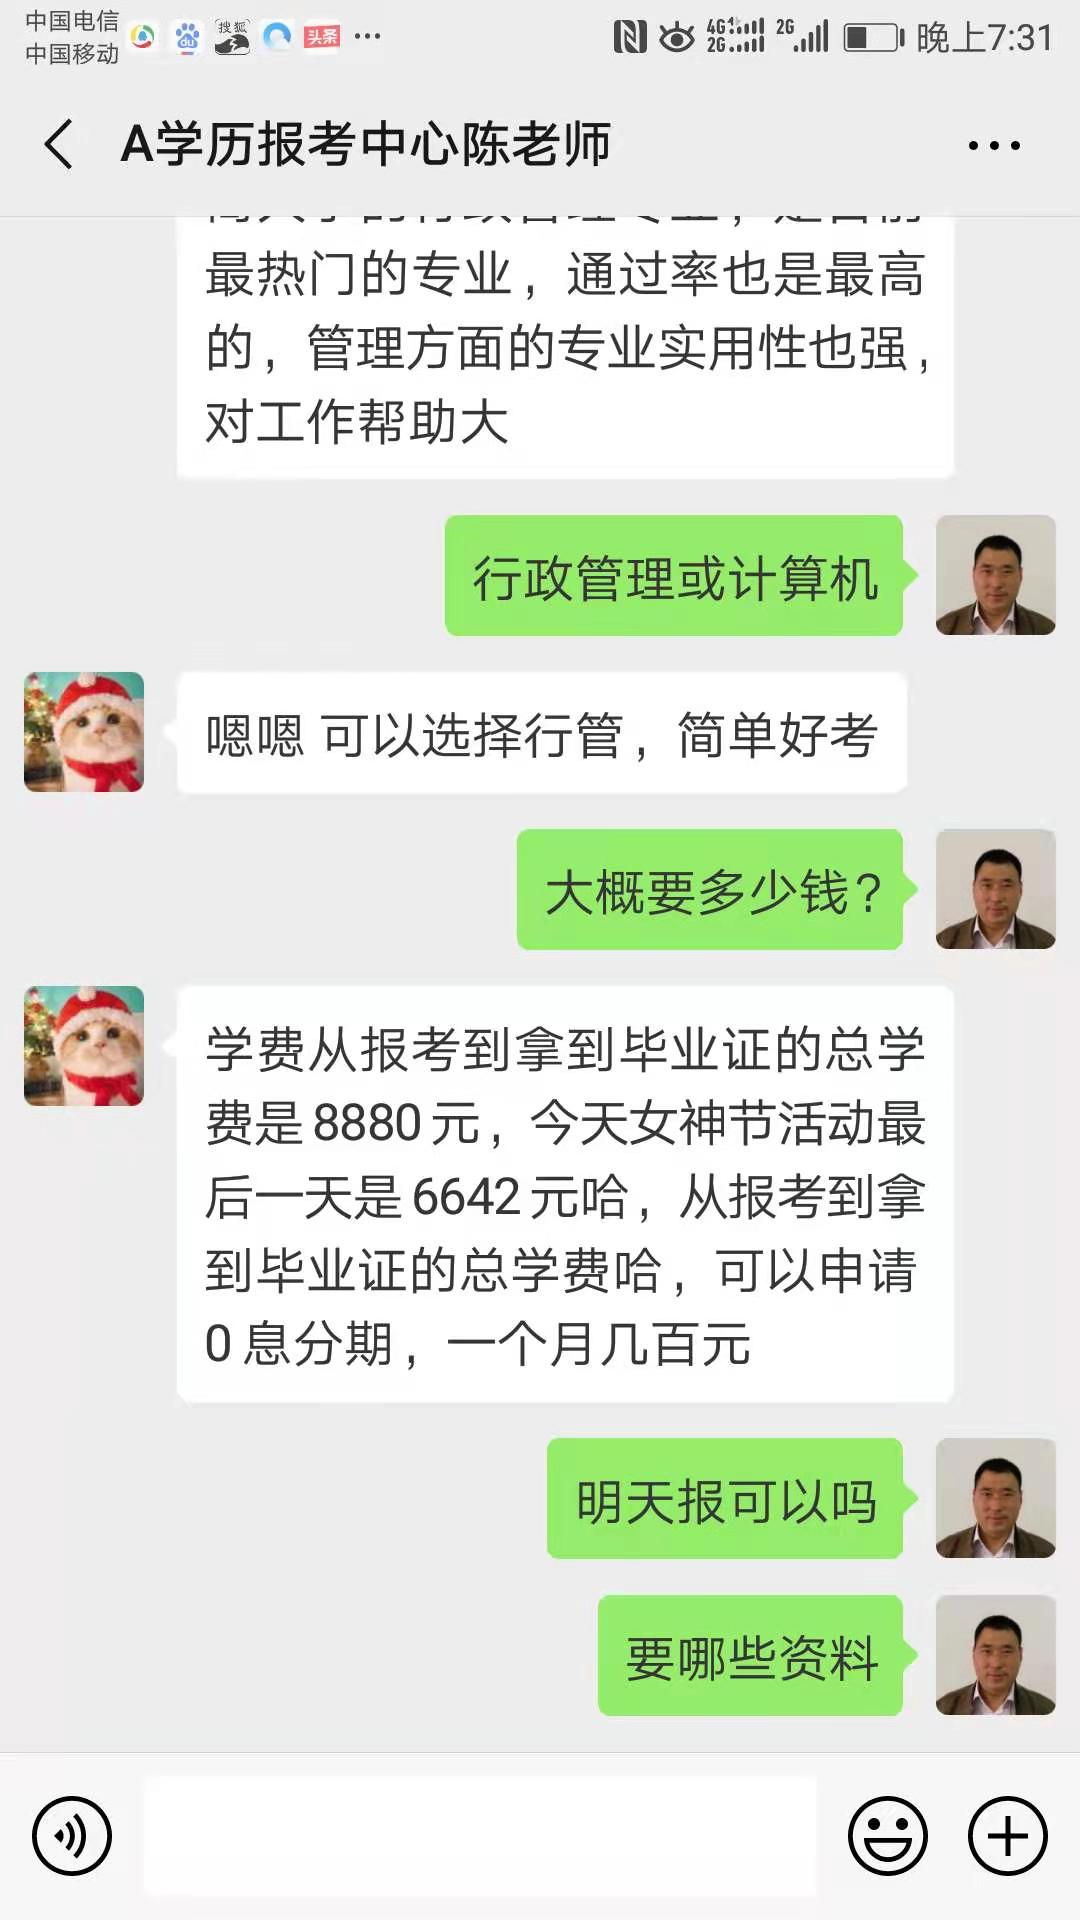 中国电信
中国移动
搜狐
du
头条
4G
2G
2G
晚上7:31
A学历报考中心陈老师
最热门的专业，通过率也是最高
的，管理方面的专业实用性也强，
对工作帮助大
行政管理或计算机
嗯嗯 可以选择行管，简单好考
大概要多少钱？
学费从报考到拿到毕业证的总学
费是8880元，今天女神节活动最
后一天是6642元哈，从报考到拿
到毕业证的总学费哈，可以申请
0息分期，一个月几百元
明天报可以吗
要哪些资料